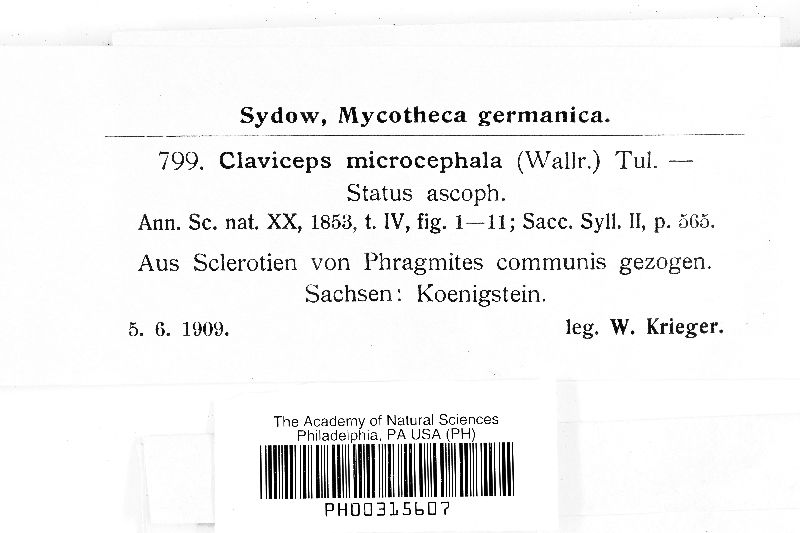 Sydow, Mycotheca germanica.
799. Claviceps microcephala (Wallr.) Tul. —
Status ascoph.
Ann. Sc. nat. XX, 1853, t. IV, fig. 1—11; Sacc. Syll. II, p. 565.
Aus Sclerotien von Phragmites communis gezogen.
Sachsen: Koenigstein.
5. 6. 1909. leg. W. Krieger.
The Academy of Natural Sciences
Philadelphia, PA USA (PH)
PH00315607